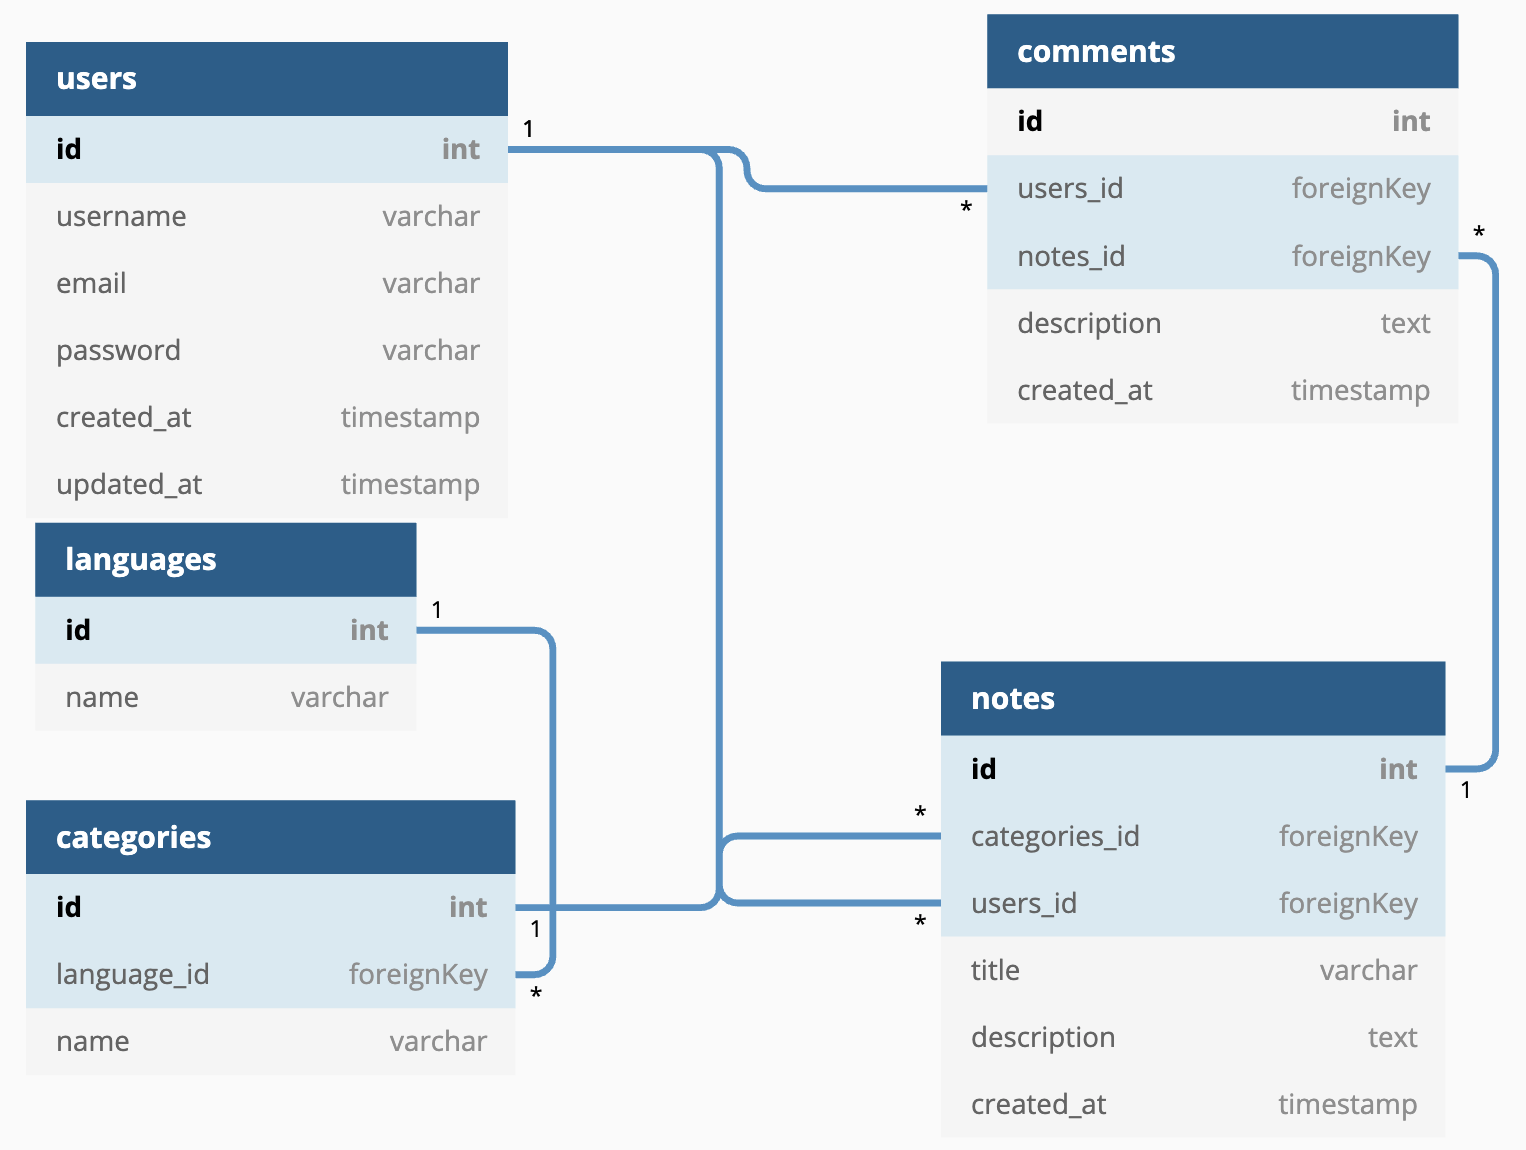 users
id int
username varchar
email varchar
password varchar
created_at timestamp
updated_at timestamp
1
comments
id int
users_id foreignKey
notes_id foreignKey
description text
created_at timestamp
*
*
languages
id int
name varchar
1
categories
id int
language_id foreignKey
name varchar
1
*
notes
id int
categories_id foreignKey
users_id foreignKey
title varchar
description text
created_at timestamp
1
*
*